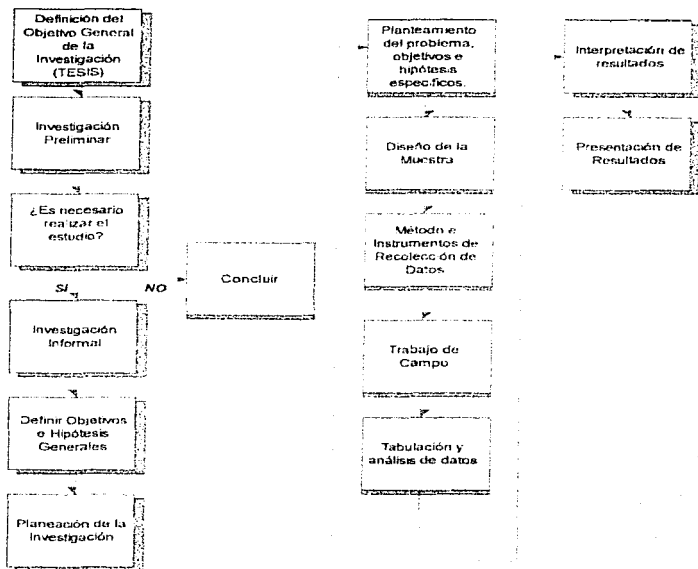 Definición del
Objetivo General
de la
Investigación
(TESIS)
Investigación
Preliminar
¿Es necesario
realizar el
estudio?
SI
NO
Concluir
Investigación
Informal
Definir Objetivos
o Hipótesis
Generales
Planeación de la
Investigación
Planteamiento
del problema,
objetivos e
hipótesis
específicos.
Diseño de la
Muestra
Método e
Instrumentos de
Recolección de
Datos
Trabajo de
Campo
Tabulación y
análisis de datos
Interpretación de
resultados
Presentación de
Resultados